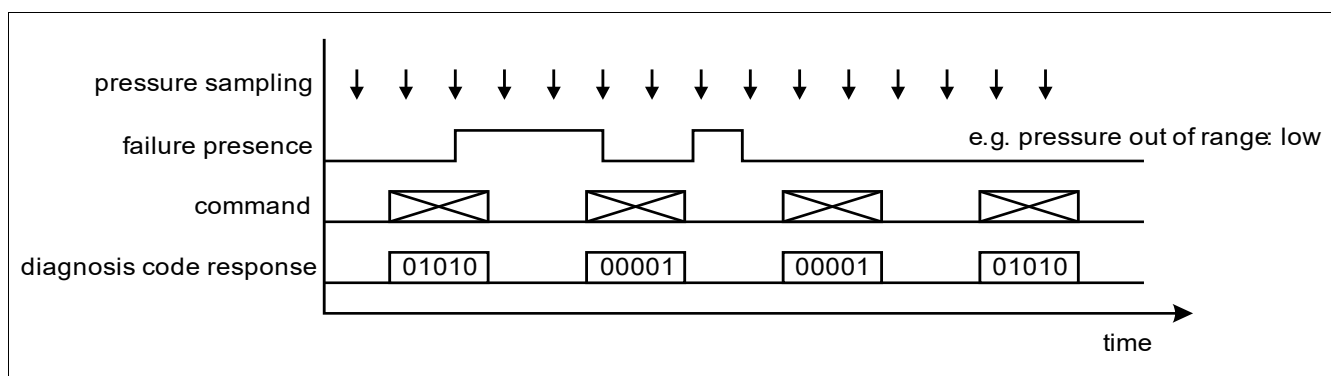 pressure sampling
failure presence
e.g. pressure out of range: low
command
diagnosis code response
01010 00001 00001 01010
time